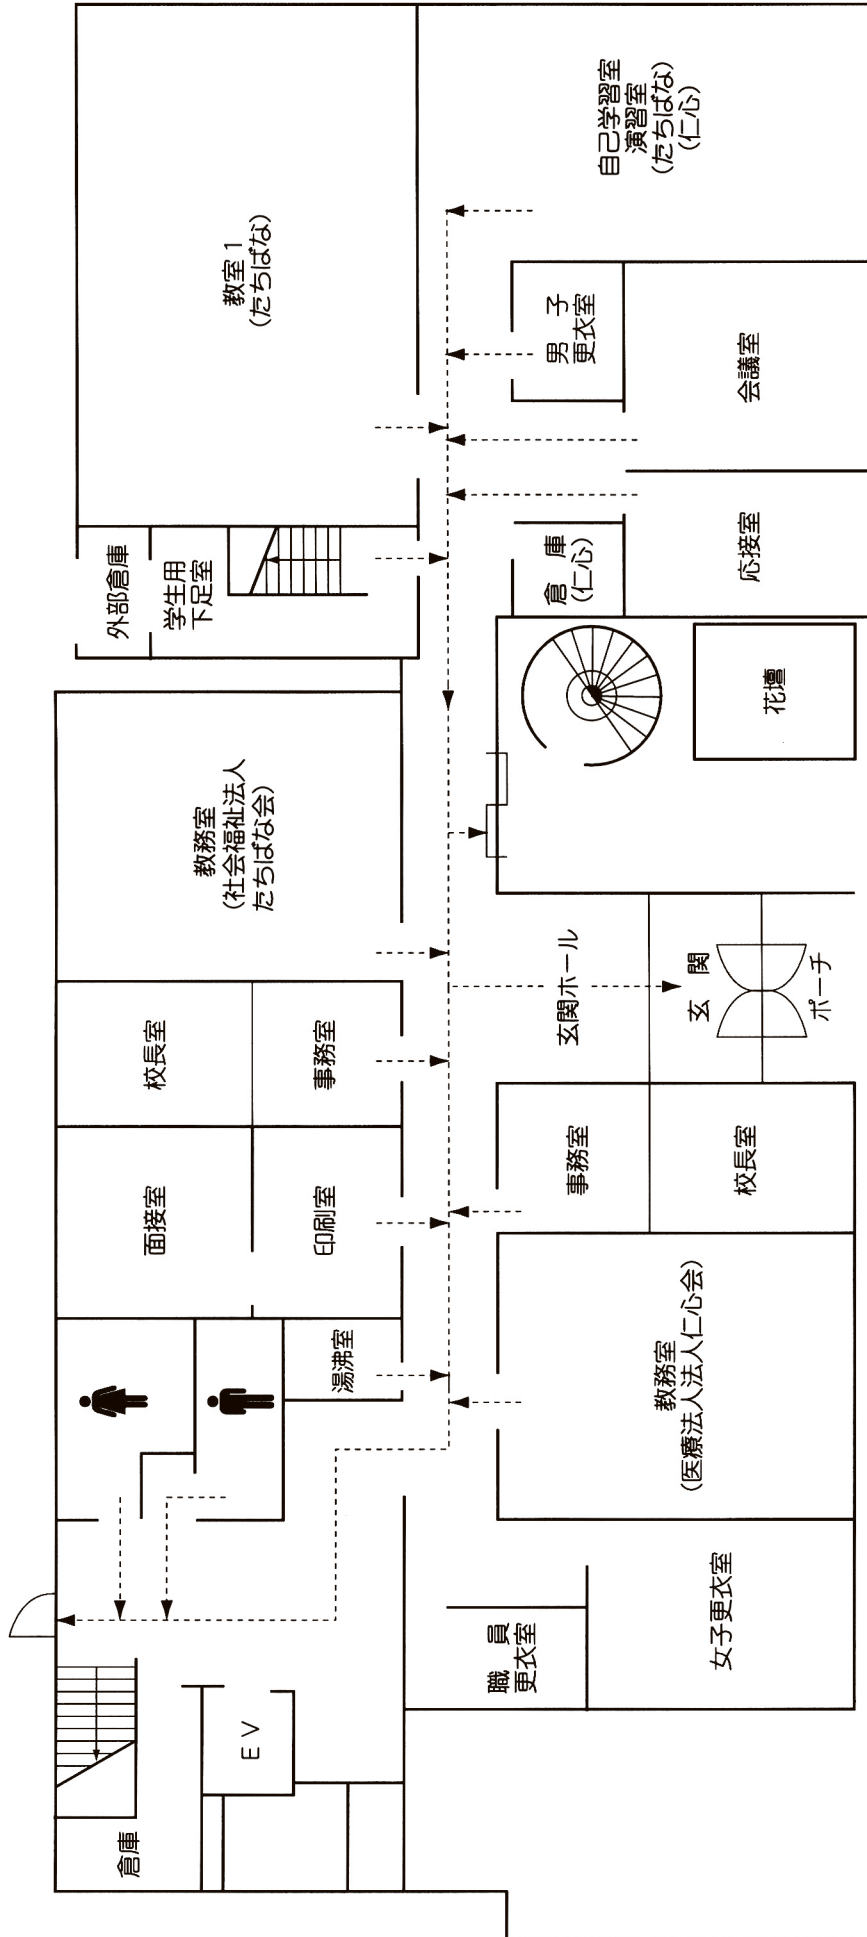 外部倉庫
学生用
下足室
教室1
(たちばな)
自己学習室
演習室
(たちばな)
(仁心)
男子
更衣室
会議室
倉庫
(仁心)
応接室
花壇
教務室
(社会福祉法人
たちばな会)
校長室
事務室
玄関ホール
玄関
ポーチ
面接室
印刷室
事務室
校長室
湯沸室
教務室
(医療法人法人仁心会)
職員
更衣室
女子更衣室
EV
倉庫